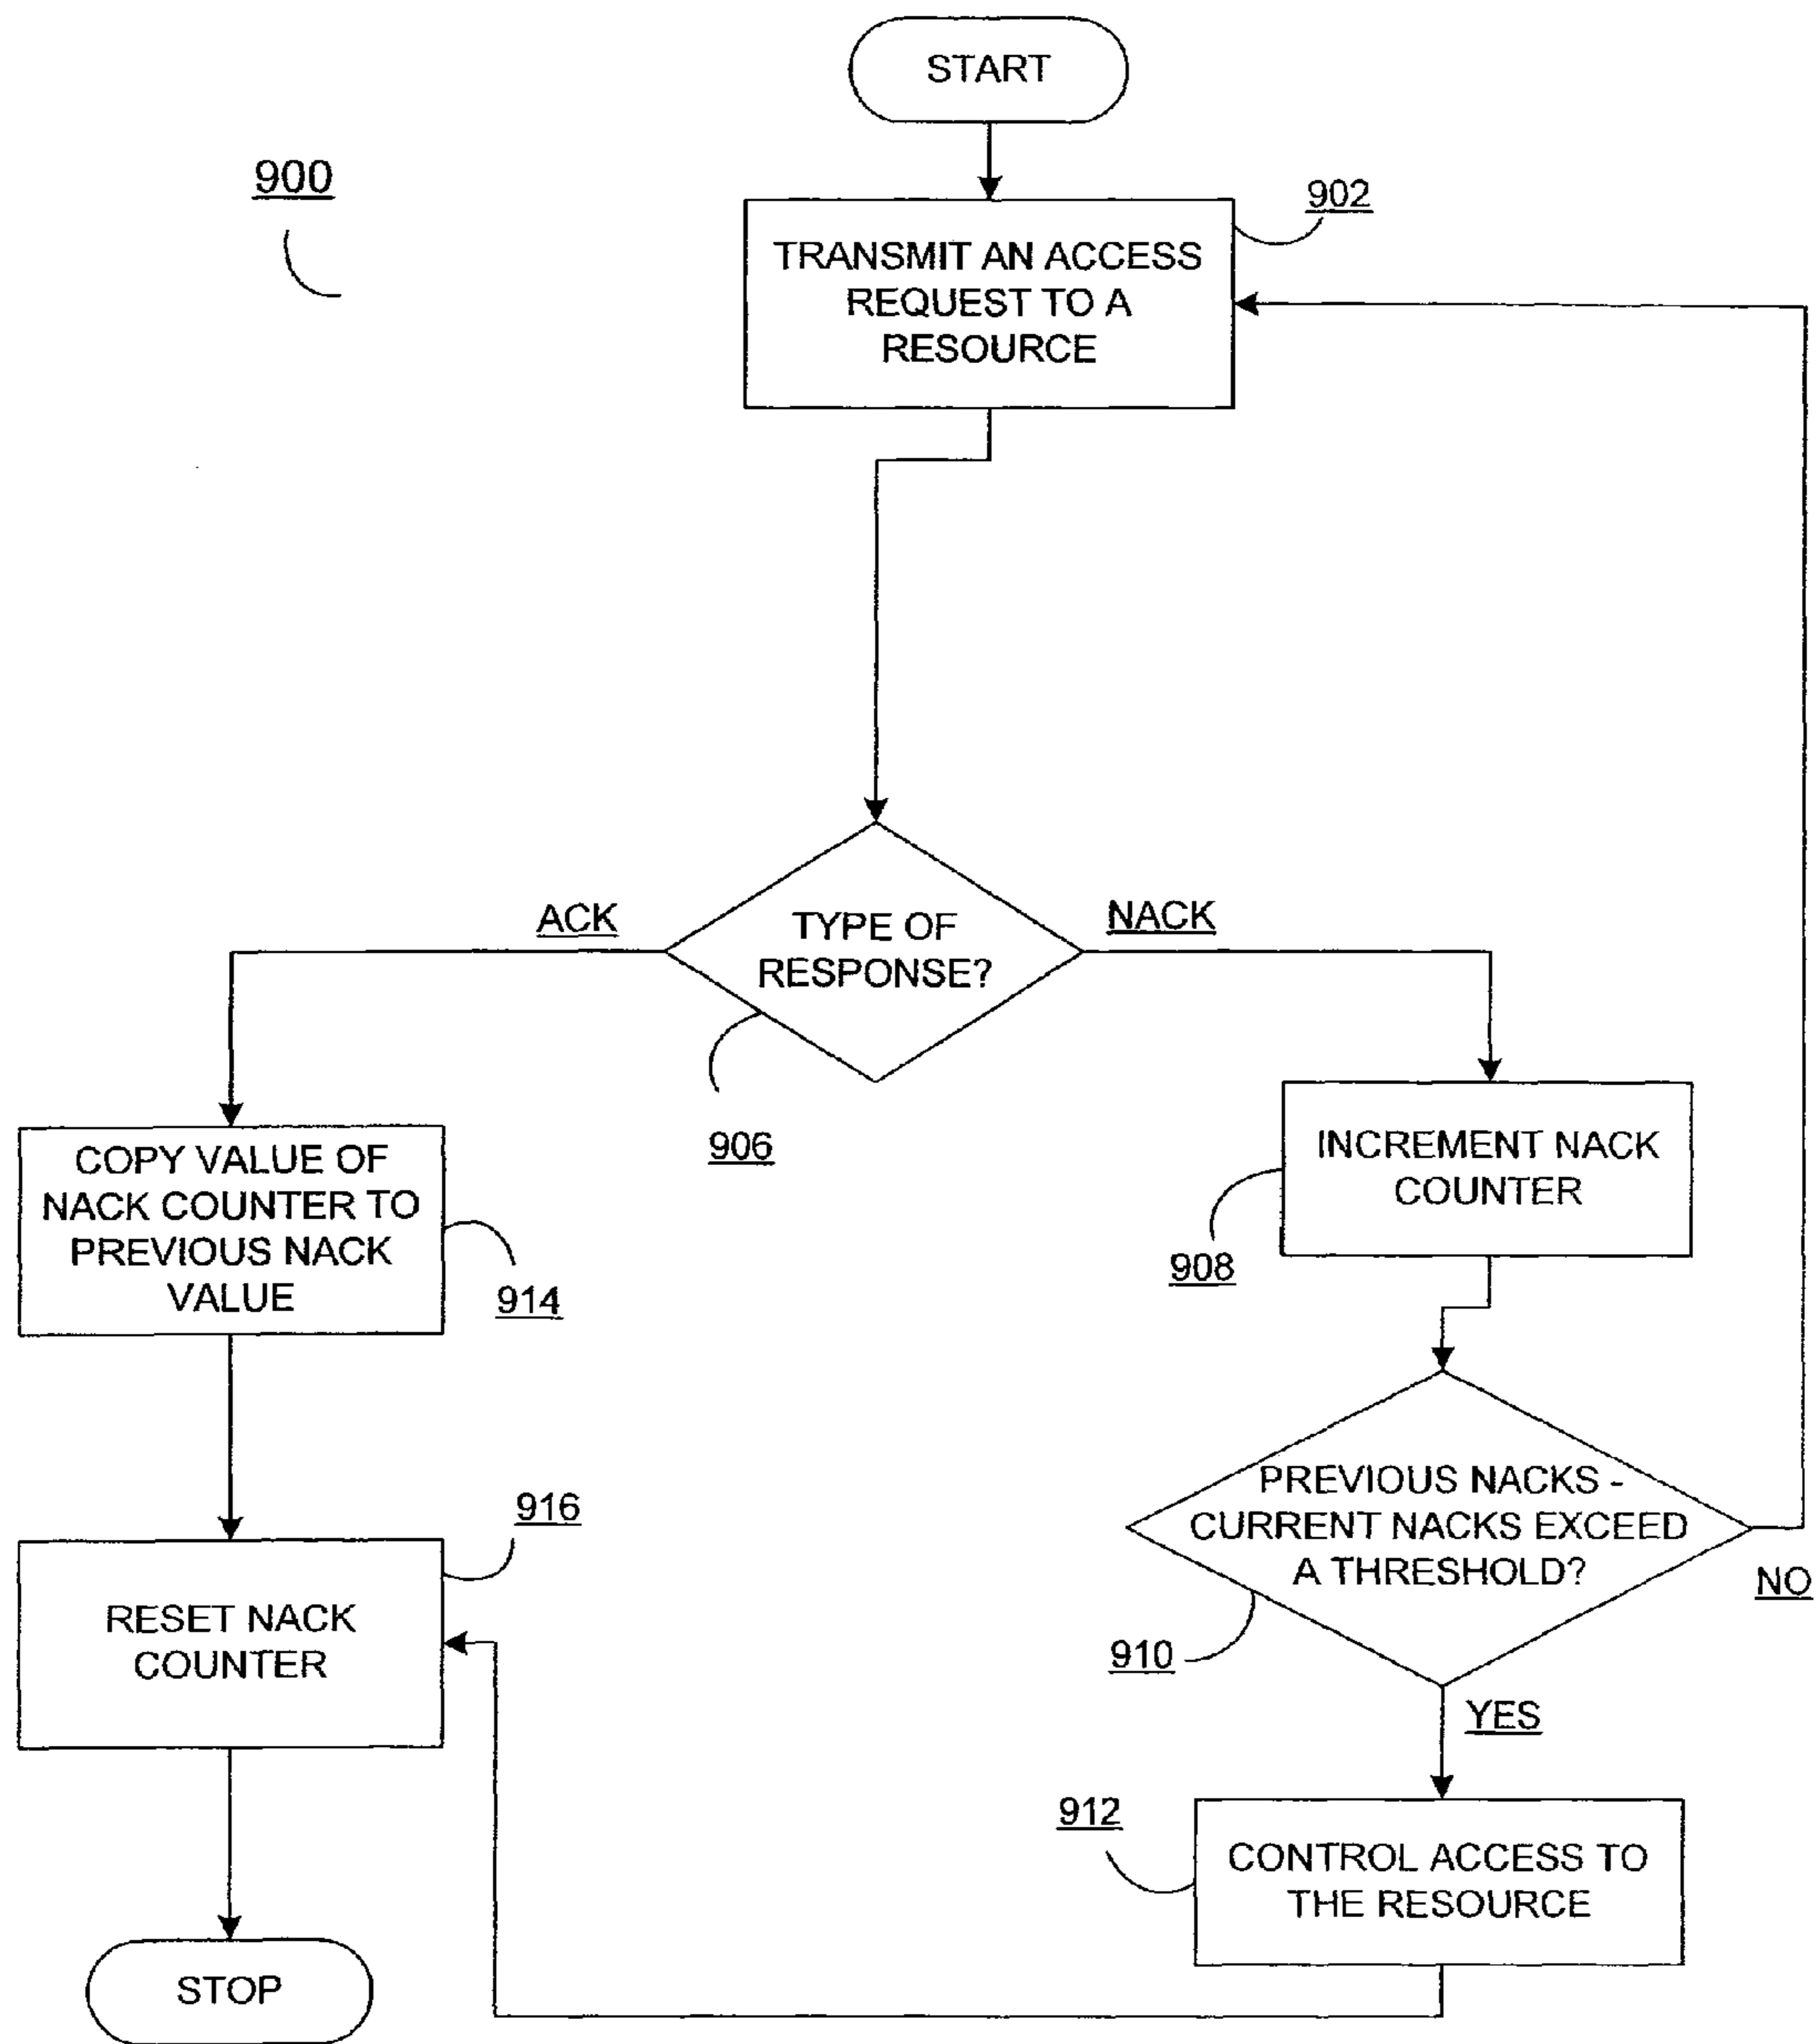 START
900
902
TRANSMIT AN ACCESS
REQUEST TO A
RESOURCE
ACK
NACK
TYPE OF
RESPONSE?
906
COPY VALUE OF
NACK COUNTER TO
PREVIOUS NACK
VALUE
914
INCREMENT NACK
COUNTER
908
PREVIOUS NACKS -
CURRENT NACKS EXCEED
A THRESHOLD?
NO
910
YES
916
RESET NACK
COUNTER
912
CONTROL ACCESS TO
THE RESOURCE
STOP